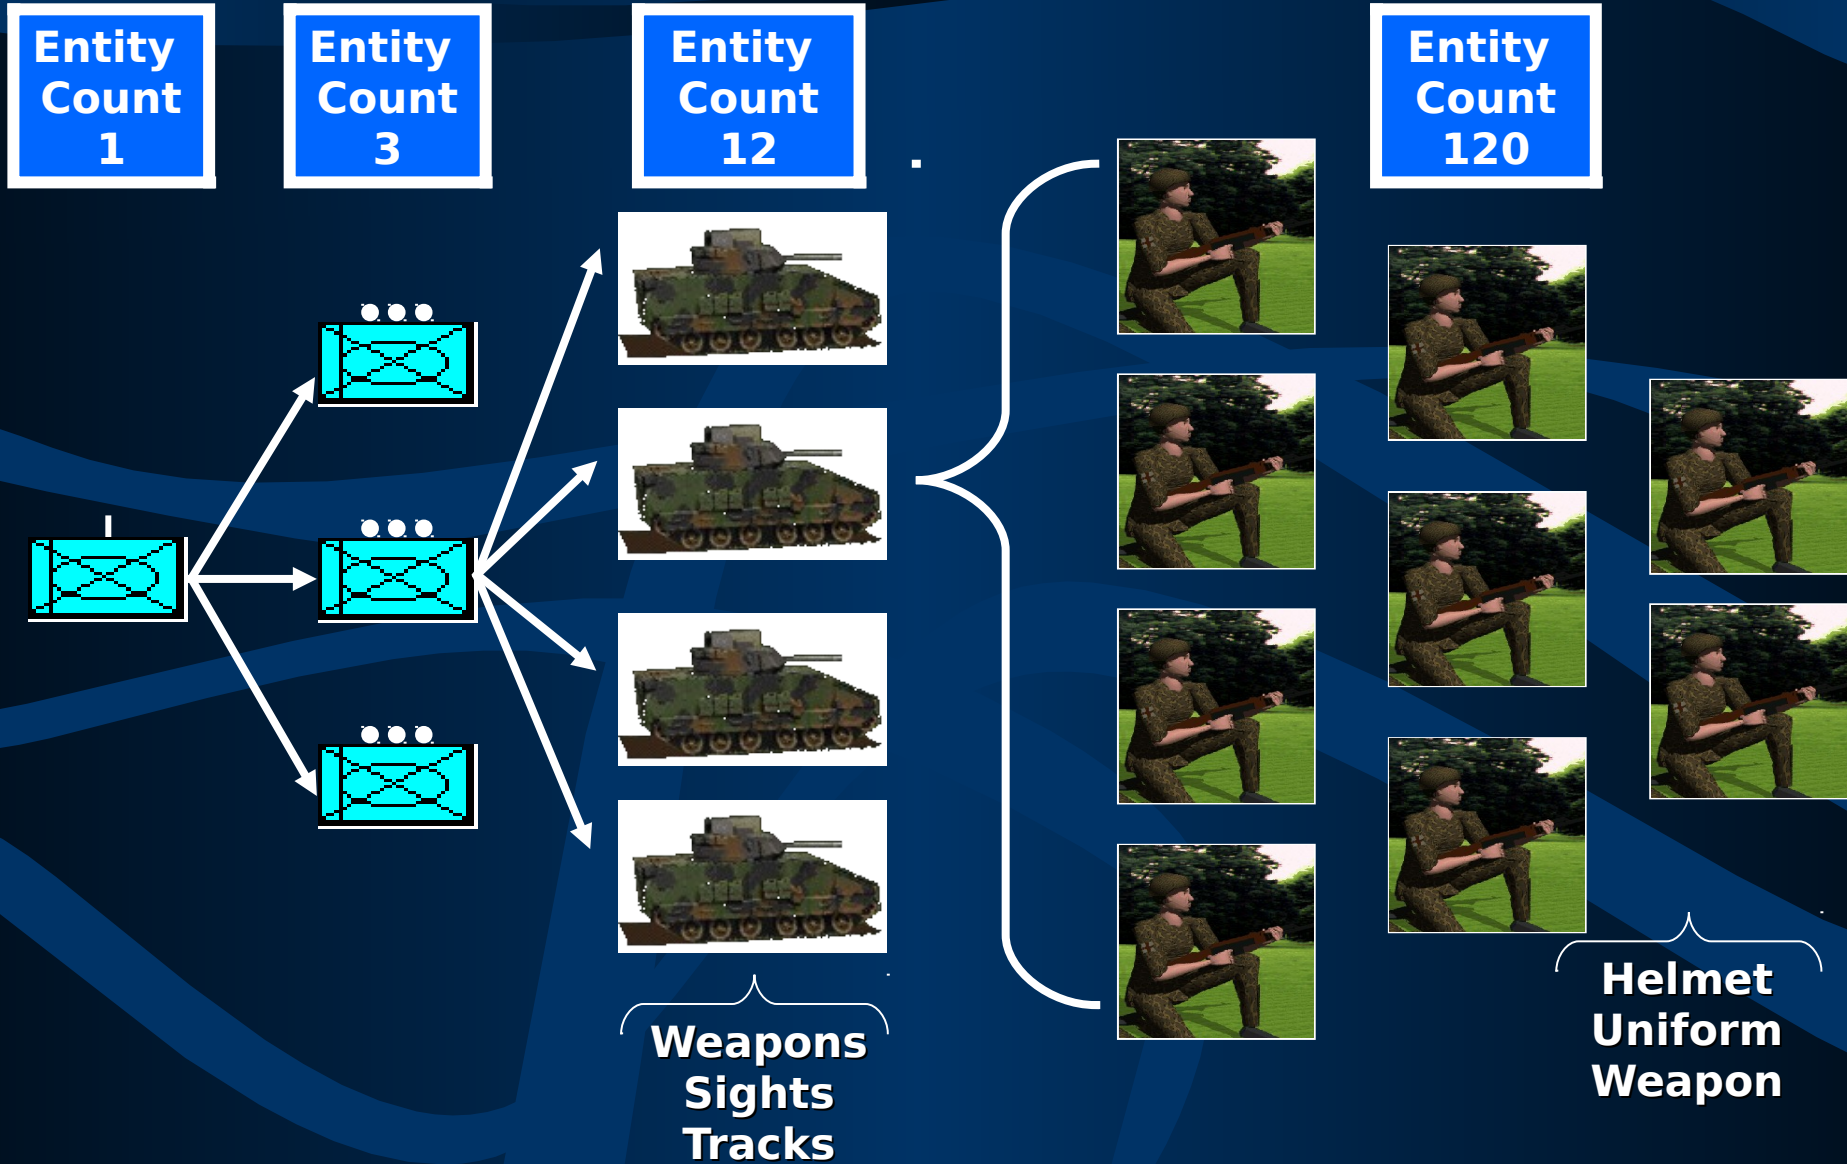 Entity
Count
1
Entity
Count
3
Entity
Count
12
Entity
Count
120
Weapons
Sights
Tracks
Helmet
Uniform
Weapon